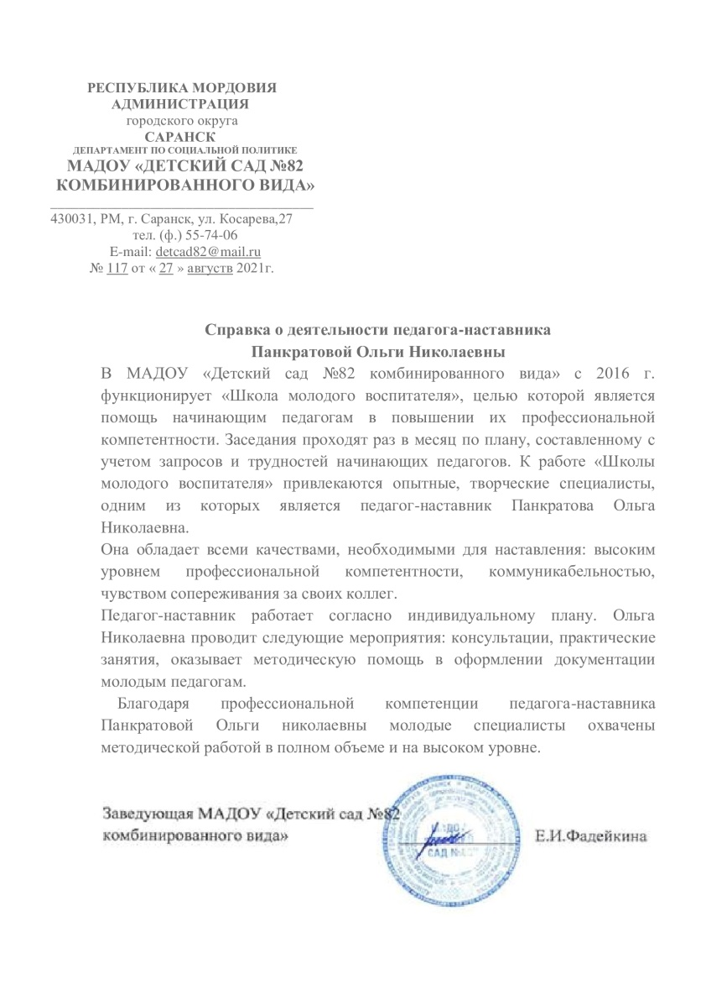 РЕСПУБЛИКА МОРДОВИЯ
АДМИНИСТРАЦИЯ
городского округа
САРАНСК
ДЕПАРТАМЕНТ ПО СОЦИАЛЬНОЙ ПОЛИТИКЕ
МАДОУ «ДЕТСКИЙ САД №82
КОМБИНИРОВАННОГО ВИДА»
430031, РМ, г. Саранск, ул. Косарева,27
тел. (ф.) 55-74-06
E-mail: detcad82@mail.ru
№ 117 от « 27 » августв 2021г.
Справка о деятельности педагога-наставника
Панкратовой Ольги Николаевны
В МАДОУ «Детский сад №82 комбинированного вида» с 2016 г.
функционирует «Школа молодого воспитателя», целью которой является
помощь начинающим педагогам в повышении их профессиональной
компетентности. Заседания проходят раз в месяц по плану, составленному с
учетом запросов и трудностей начинающих педагогов. К работе «Школы
молодого воспитателя» привлекаются опытные, творческие специалисты,
одним из которых является педагог-наставник Панкратова Ольга
Николаевна.
Она обладает всеми качествами, необходимыми для наставления: высоким
уровнем профессиональной компетентности, коммуникабельностью,
чувством сопереживания за своих коллег.
Педагог-наставник работает согласно индивидуальному плану. Ольга
Николаевна проводит следующие мероприятия: консультации, практические
занятия, оказывает методическую помощь в оформлении документации
молодым педагогам.
Благодаря профессиональной компетенции педагога-наставника
Панкратовой Ольги николаевны молодые специалисты охвачены
методической работой в полном объеме и на высоком уровне.
Заведующая МАДОУ «Детский сад №82
комбинированного вида» Е.И.Фадейкина